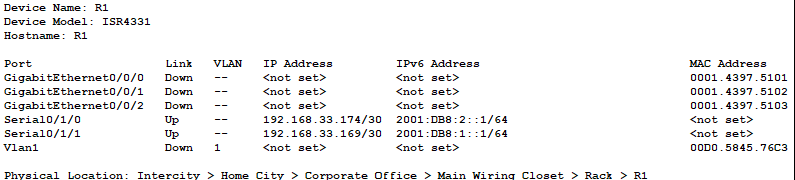 Device Name: R1
Device Model: ISR4331
Hostname: R1
Port Link VLAN IP Address IPv6 Address MAC Address
GigabitEthernet0/0/0 Down -- <not set> <not set> 0001.4397.5101
GigabitEthernet0/0/1 Down -- <not set> <not set> 0001.4397.5102
GigabitEthernet0/0/2 Down -- <not set> <not set> 0001.4397.5103
Serial0/1/0 Up -- 192.168.33.174/30 2001:DB8:2::1/64 <not set>
Serial0/1/1 Up -- 192.168.33.169/30 2001:DB8:1::1/64 <not set>
Vlan1 Down 1 <not set> <not set> 00D0.5845.76C3
Physical Location: Intercity > Home City > Corporate Office > Main Wiring Closet > Rack > R1